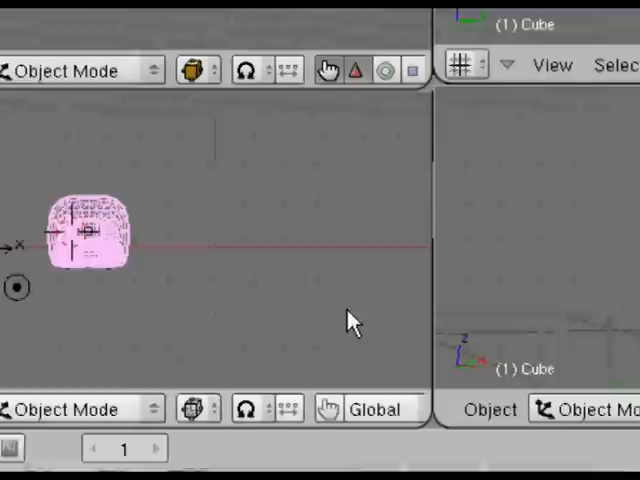 (1) Cube
Object Mode
View Selec
x
z
(1) Cube
Object Mode
Global
Object
Object Mo
1